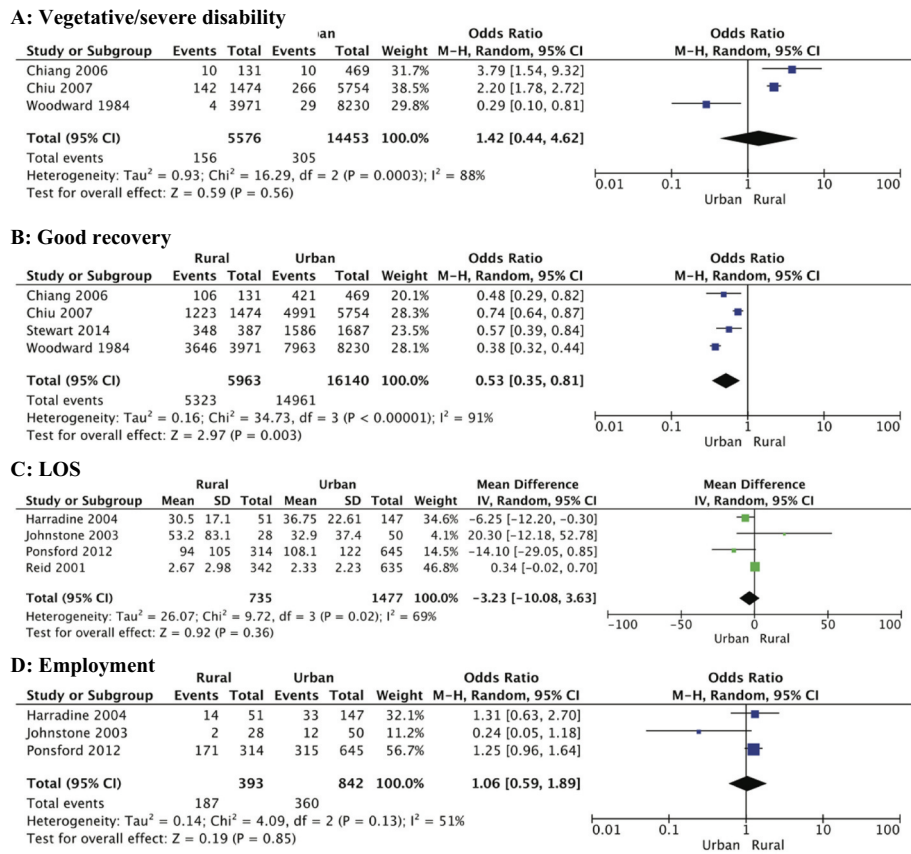 A: Vegetative/severe disability
an Odds Ratio Odds Ratio
Study or Subgroup Events Total Events Total Weight M-H, Random, 95% CI M-H, Random, 95% CI
Chiang 2006 10 131 10 469 31.7% 3.79 [1.54, 9.32]
Chiu 2007 142 1474 266 5754 38.5% 2.20 [1.78, 2.72]
Woodward 1984 4 3971 29 8230 29.8% 0.29 [0.10, 0.81]
Total (95% CI) 5576 14453 100.0% 1.42 [0.44, 4.62]
Total events 156 305
Heterogeneity: Tau² = 0.93; Chi² = 16.29, df = 2 (P = 0.0003); I² = 88%
Test for overall effect: Z = 0.59 (P = 0.56)
0.01 0.1 1 10 100
Urban Rural
B: Good recovery
Rural Urban Odds Ratio Odds Ratio
Study or Subgroup Events Total Events Total Weight M-H, Random, 95% CI M-H, Random, 95% CI
Chiang 2006 106 131 421 469 20.1% 0.48 [0.29, 0.82]
Chiu 2007 1223 1474 4991 5754 28.3% 0.74 [0.64, 0.87]
Stewart 2014 348 387 1586 1687 23.5% 0.57 [0.39, 0.84]
Woodward 1984 3646 3971 7963 8230 28.1% 0.38 [0.32, 0.44]
Total (95% CI) 5963 16140 100.0% 0.53 [0.35, 0.81]
Total events 5323 14961
Heterogeneity: Tau² = 0.16; Chi² = 34.73, df = 3 (P < 0.00001); I² = 91%
Test for overall effect: Z = 2.97 (P = 0.003)
0.01 0.1 1 10 100
Urban Rural
C: LOS
Rural Urban Mean Difference Mean Difference
Study or Subgroup Mean SD Total Mean SD Total Weight IV, Random, 95% CI IV, Random, 95% CI
Harradine 2004 30.5 17.1 51 36.75 22.61 147 34.6% -6.25 [-12.20, -0.30]
Johnstone 2003 53.2 83.1 28 32.9 37.4 50 4.1% 20.30 [-12.18, 52.78]
Ponsford 2012 94 105 314 108.1 122 645 14.5% -14.10 [-29.05, 0.85]
Reid 2001 2.67 2.98 342 2.33 2.23 635 46.8% 0.34 [-0.02, 0.70]
Total (95% CI) 735 1477 100.0% -3.23 [-10.08, 3.63]
Heterogeneity: Tau² = 26.07; Chi² = 9.72, df = 3 (P = 0.02); I² = 69%
Test for overall effect: Z = 0.92 (P = 0.36)
-100 -50 0 50 100
Urban Rural
D: Employment
Rural Urban Odds Ratio Odds Ratio
Study or Subgroup Events Total Events Total Weight M-H, Random, 95% CI M-H, Random, 95% CI
Harradine 2004 14 51 33 147 32.1% 1.31 [0.63, 2.70]
Johnstone 2003 2 28 12 50 11.2% 0.24 [0.05, 1.18]
Ponsford 2012 171 314 315 645 56.7% 1.25 [0.96, 1.64]
Total (95% CI) 393 842 100.0% 1.06 [0.59, 1.89]
Total events 187 360
Heterogeneity: Tau² = 0.14; Chi² = 4.09, df = 2 (P = 0.13); I² = 51%
Test for overall effect: Z = 0.19 (P = 0.85)
0.01 0.1 1 10 100
Urban Rural